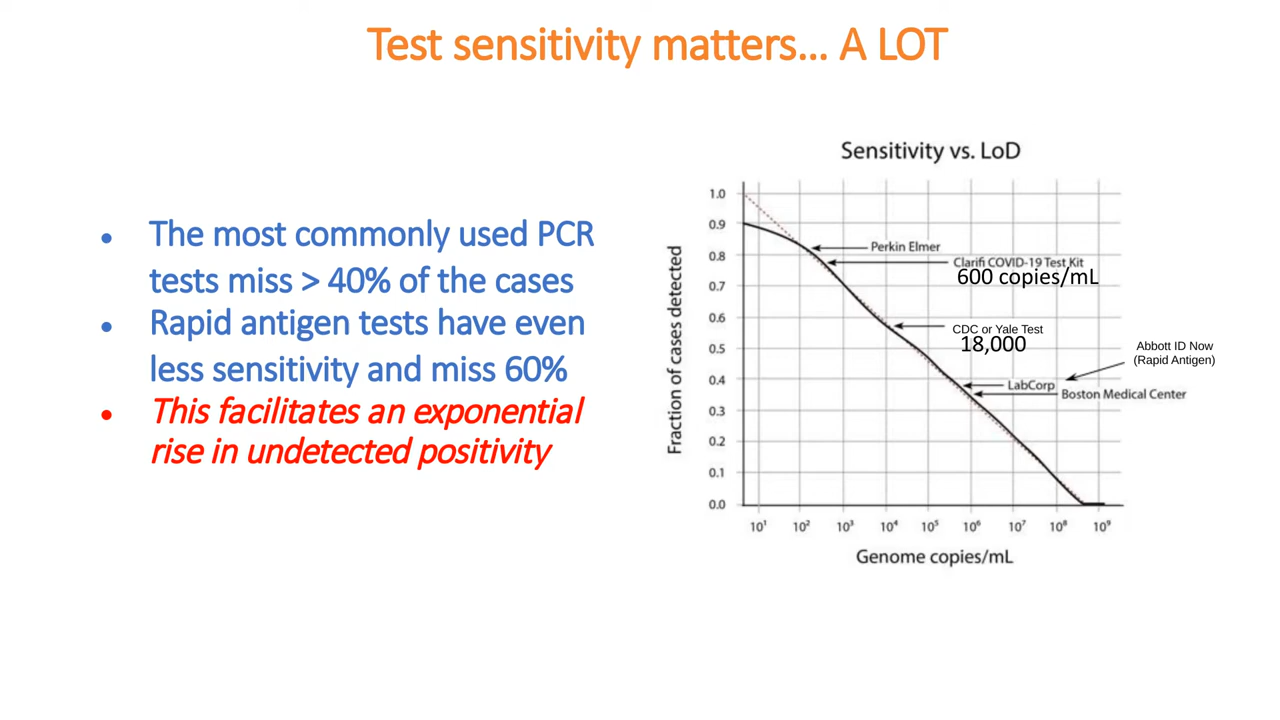 Test sensitivity matters... A LOT
• The most commonly used PCR
tests miss > 40% of the cases
• Rapid antigen tests have even
less sensitivity and miss 60%
• This facilitates an exponential
rise in undetected positivity
Sensitivity vs. LoD
Fraction of cases detected
1.0
0.9
0.8
0.7
0.6
0.5
0.4
0.3
0.2
0.1
0.0
Perkin Elmer
Clarifi COVID-19 Test Kit
600 copies/mL
CDC or Yale Test
18,000
Abbott ID Now
(Rapid Antigen)
LabCorp
Boston Medical Center
10¹ 10² 10³ 10⁴ 10⁵ 10⁶ 10⁷ 10⁸ 10⁹
Genome copies/mL